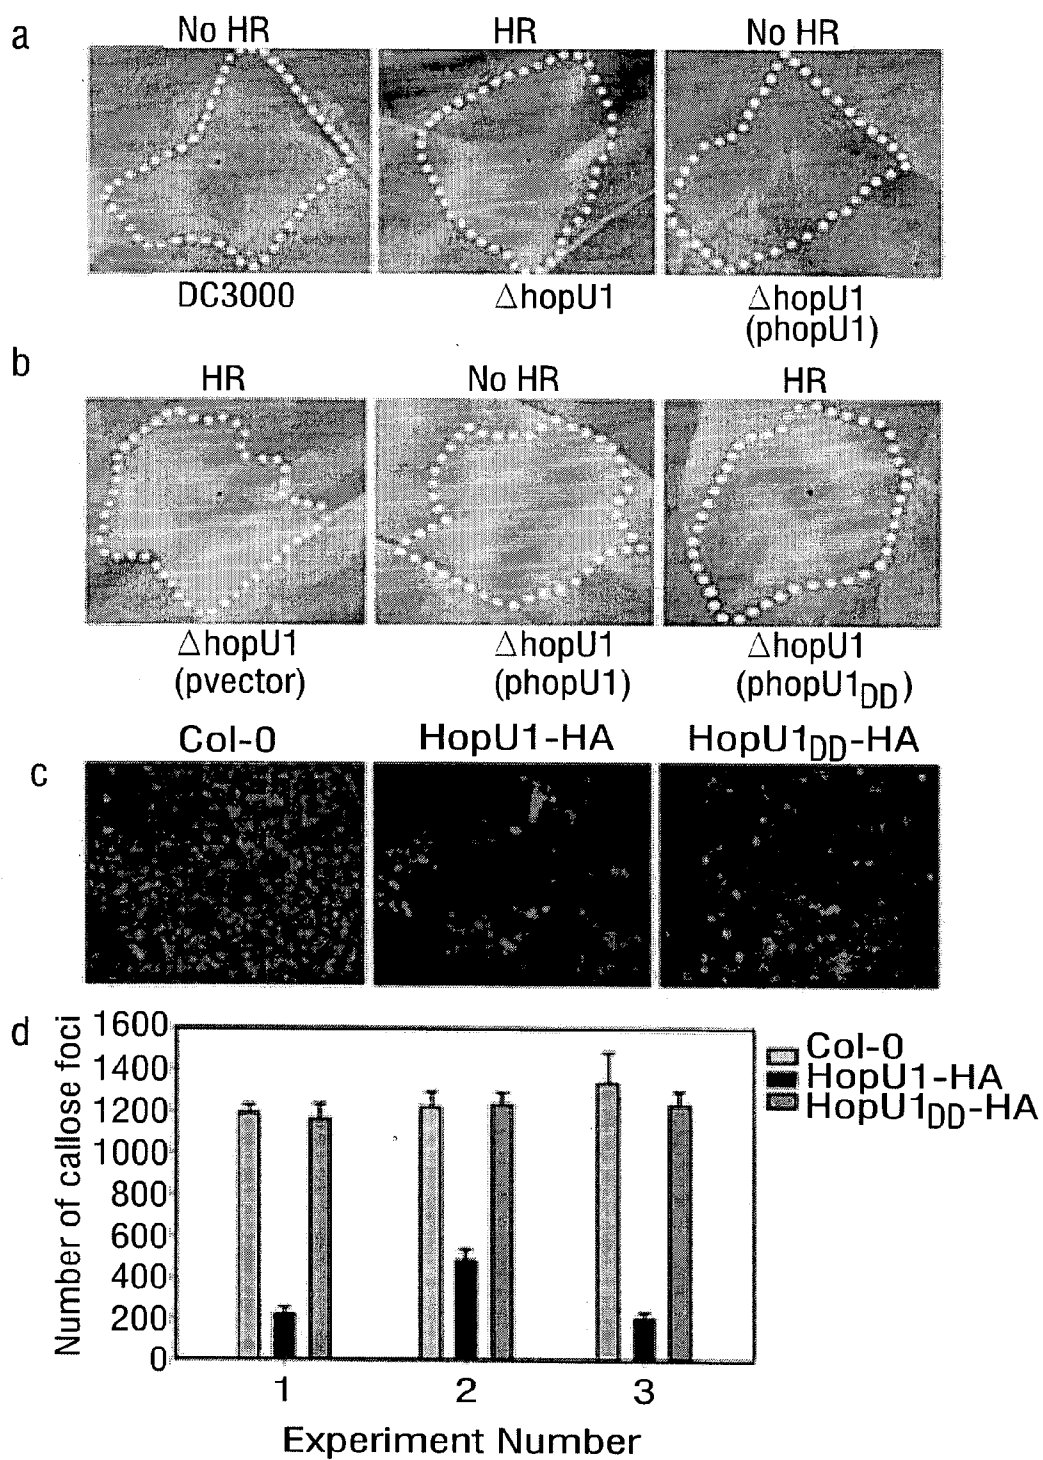 a
No HR
HR
No HR
DC3000
ΔhopU1
ΔhopU1
(phopU1)
b
HR
No HR
HR
ΔhopU1
(pvector)
ΔhopU1
(phopU1)
ΔhopU1
(phopU1DD)
c
Col-0
HopU1-HA
HopU1DD-HA
d
Number of callose foci
1600
1400
1200
1000
800
600
400
200
0
1
2
3
Experiment Number
Col-0
HopU1-HA
HopU1DD-HA